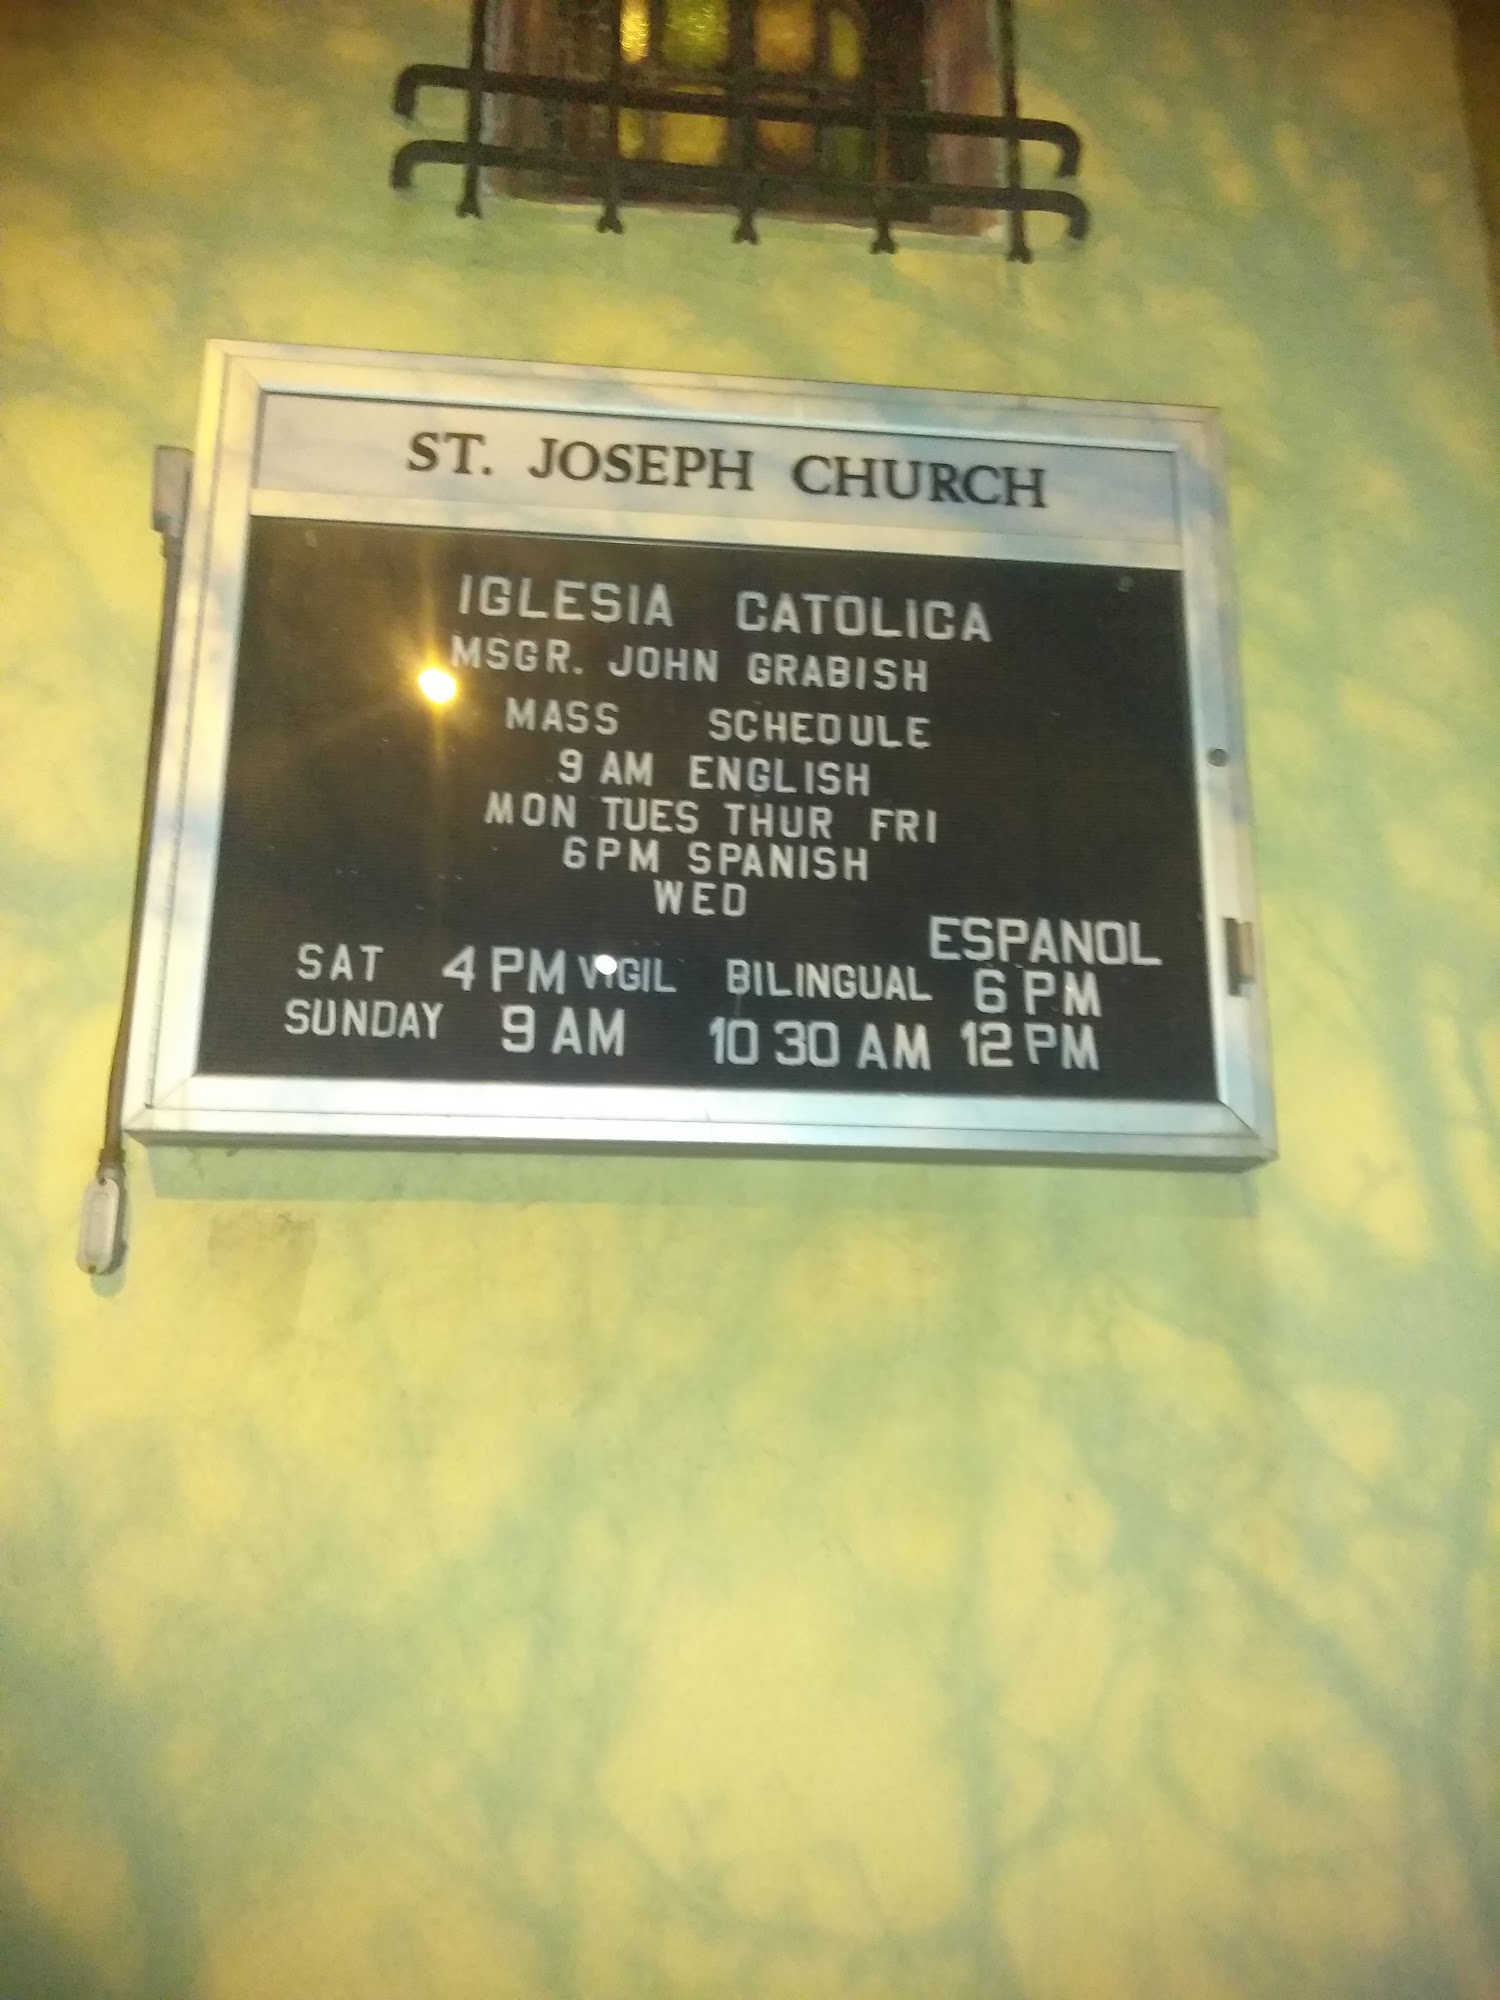 ST. JOSEPH CHURCH
IGLESIA CATOLICA
MSGR. JOHN GRABISH
MASS SCHEDULE
9 AM ENGLISH
MON TUES THUR FRI
6PM SPANISH
WED
ESPANOL
SAT 4 PM VIGIL BILINGUAL 6 PM
SUNDAY 9 AM 10 30 AM 12 PM